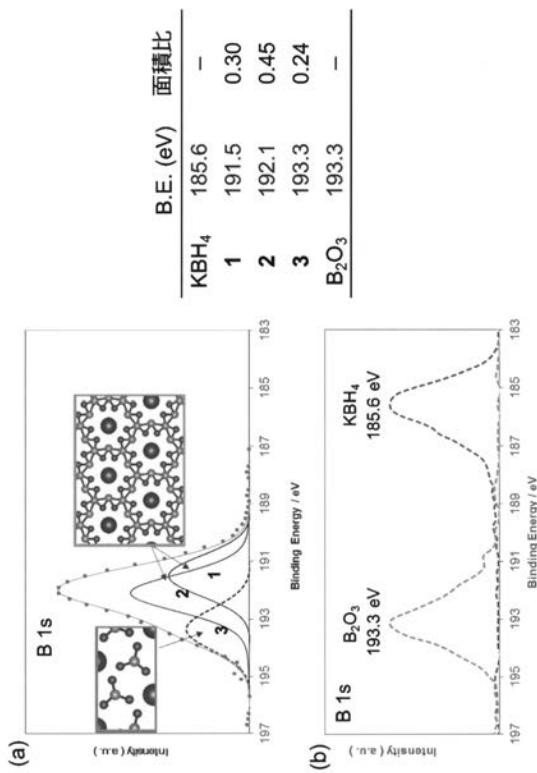 (a)
B 1s
1
2
3
Intensity (a.u.)
197 195 193 191 189 187 185 183
Binding Energy / eV
(b)
B 1s
B₂O₃
193.3 eV
KBH₄
185.6 eV
Intensity (a.u.)
197 195 193 191 189 187 185 183
Binding Energy / eV
B.E. (eV) 面積比
KBH₄ 185.6 –
1 191.5 0.30
2 192.1 0.45
3 193.3 0.24
B₂O₃ 193.3 –